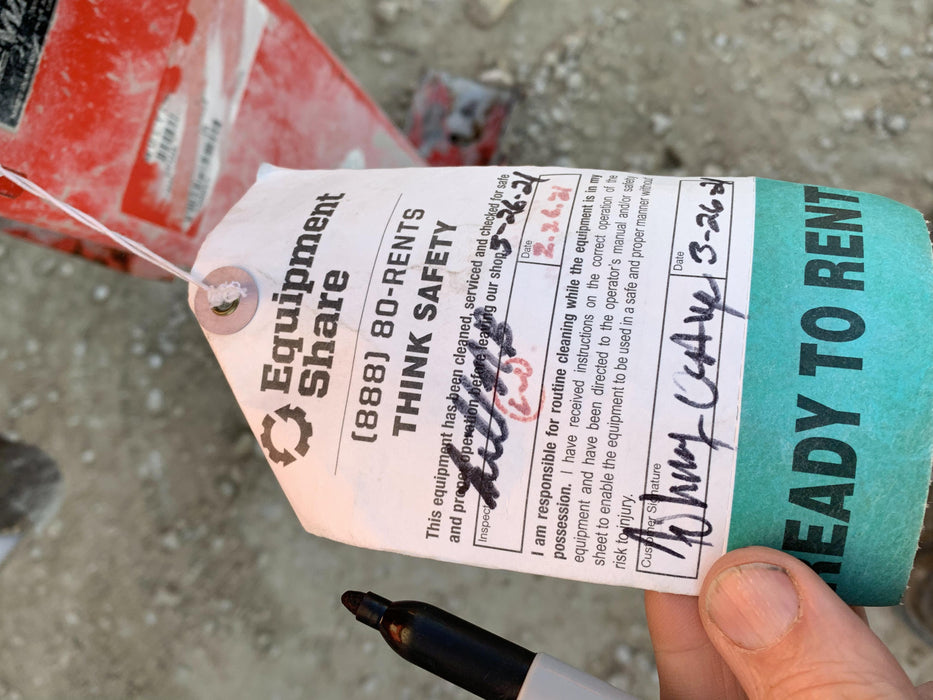 Equipment
Share
(888) 80-RENTS
THINK SAFETY
This equipment has been cleaned, serviced and checked for safe
and proper operation before leaving our shop. 3-26-21
Date
I am responsible for routine cleaning while the equipment is in my
possession. I have received instructions on the correct operation of the
equipment and have been directed to the operator's manual and/or safety
sheet to enable the equipment to be used in a safe and proper manner without
risk to injury.
Customer Signature
Date
Johnny 3-26-21
READY TO RENT